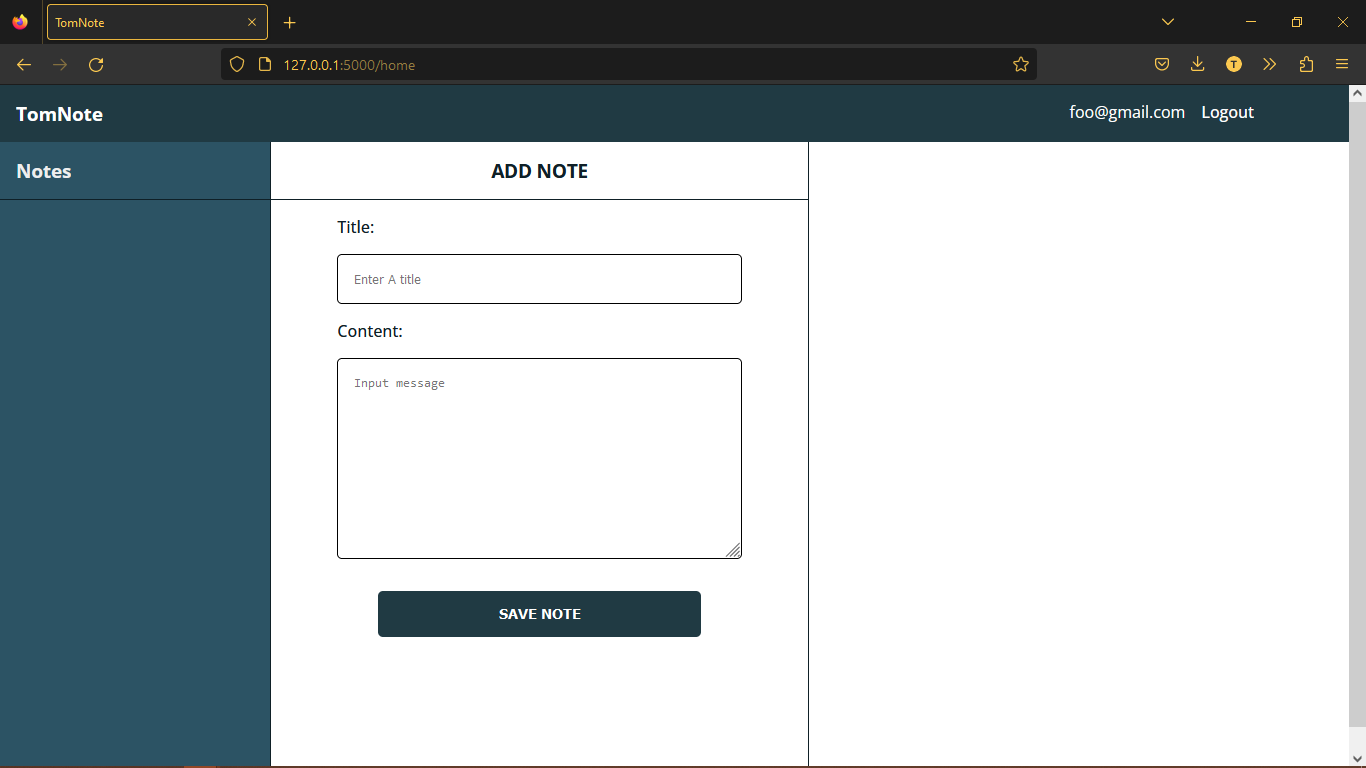 TomNote
127.0.0.1:5000/home
T
TomNote
foo@gmail.com Logout
Notes
ADD NOTE
Title:
Enter A title
Content:
Input message
SAVE NOTE